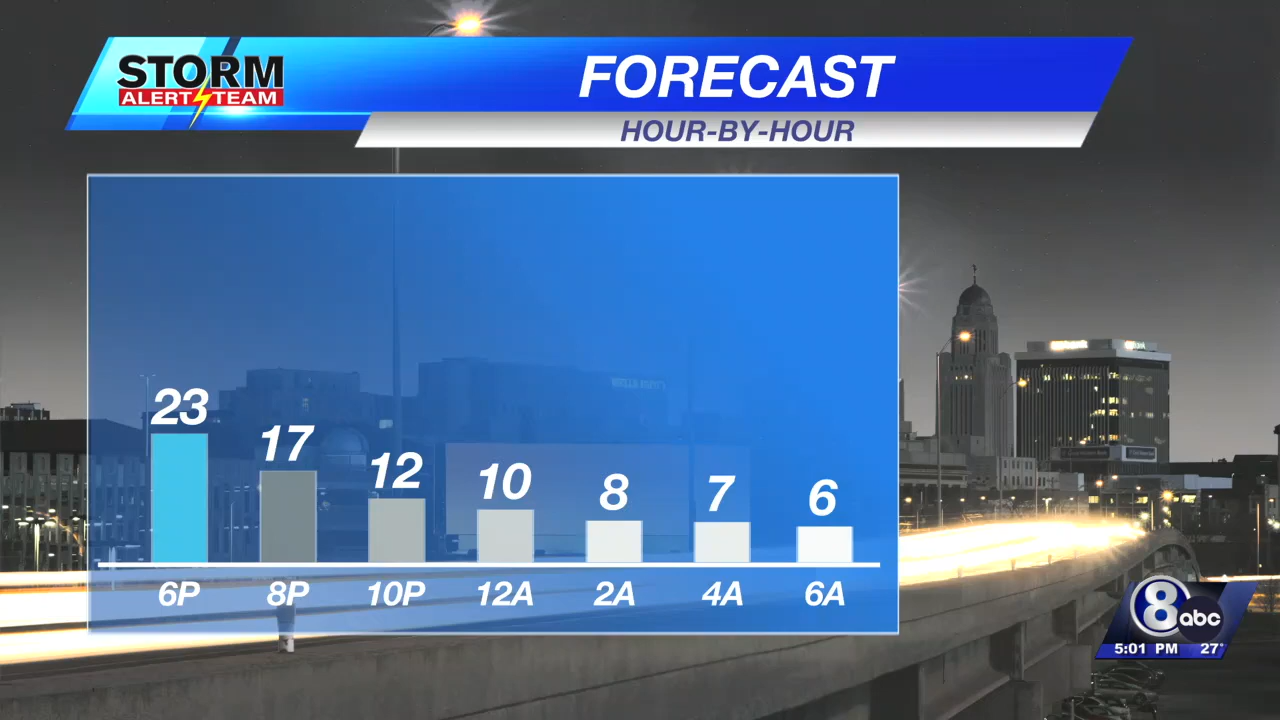 STORM
ALERT TEAM
FORECAST
HOUR-BY-HOUR
23
17
12
10
8
7
6
6P
8P
10P
12A
2A
4A
6A
8 abc
5:01 PM 27°